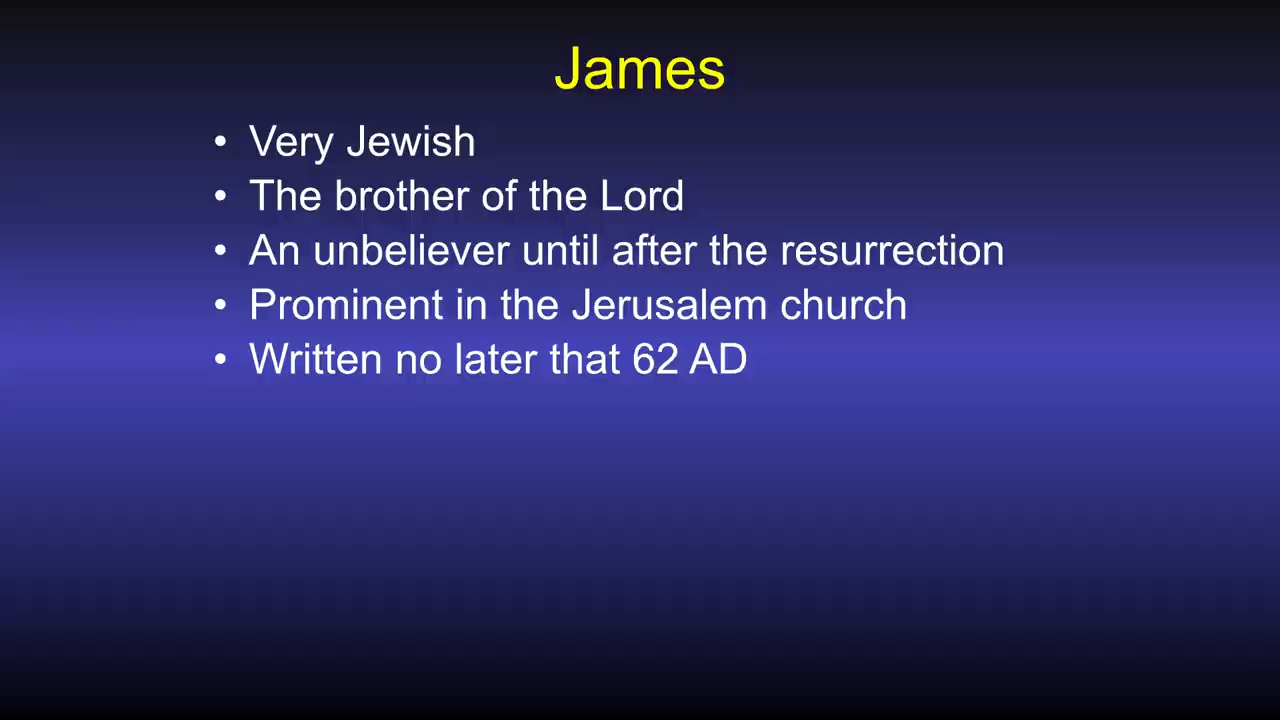 James
• Very Jewish
• The brother of the Lord
• An unbeliever until after the resurrection
• Prominent in the Jerusalem church
• Written no later that 62 AD